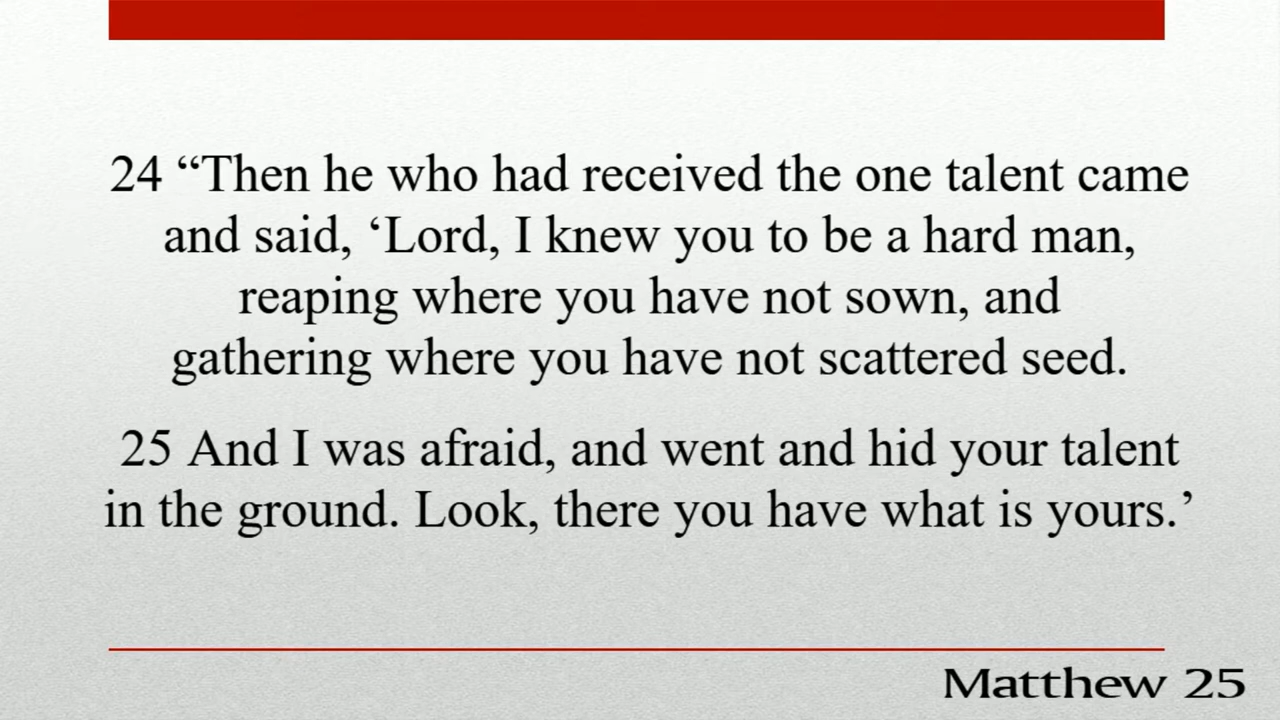 24 “Then he who had received the one talent came
and said, ‘Lord, I knew you to be a hard man,
reaping where you have not sown, and
gathering where you have not scattered seed.
25 And I was afraid, and went and hid your talent
in the ground. Look, there you have what is yours.’
Matthew 25